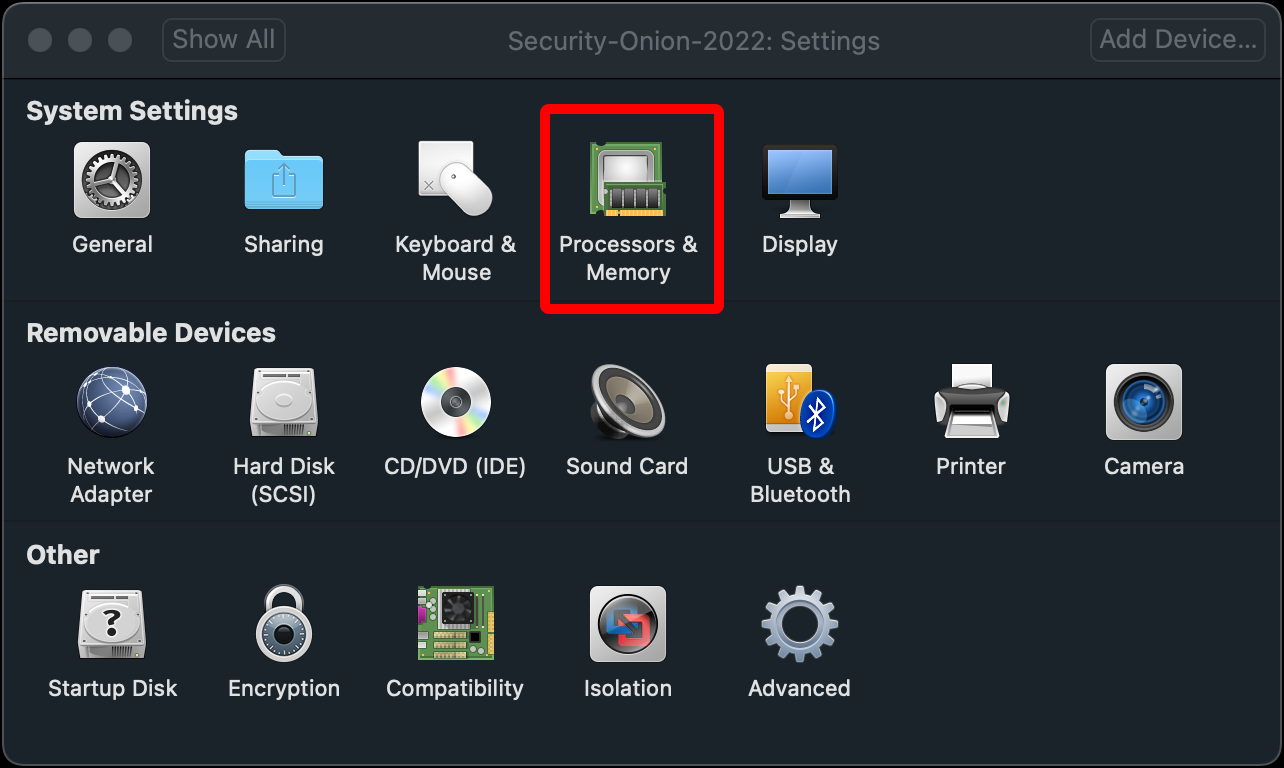 Show All
Security-Onion-2022: Settings
Add Device...
System Settings
General
Sharing
Keyboard &
Mouse
Processors &
Memory
Display
Removable Devices
Network
Adapter
Hard Disk
(SCSI)
CD/DVD (IDE)
Sound Card
USB &
Bluetooth
Printer
Camera
Other
?
Startup Disk
Encryption
Compatibility
Isolation
Advanced